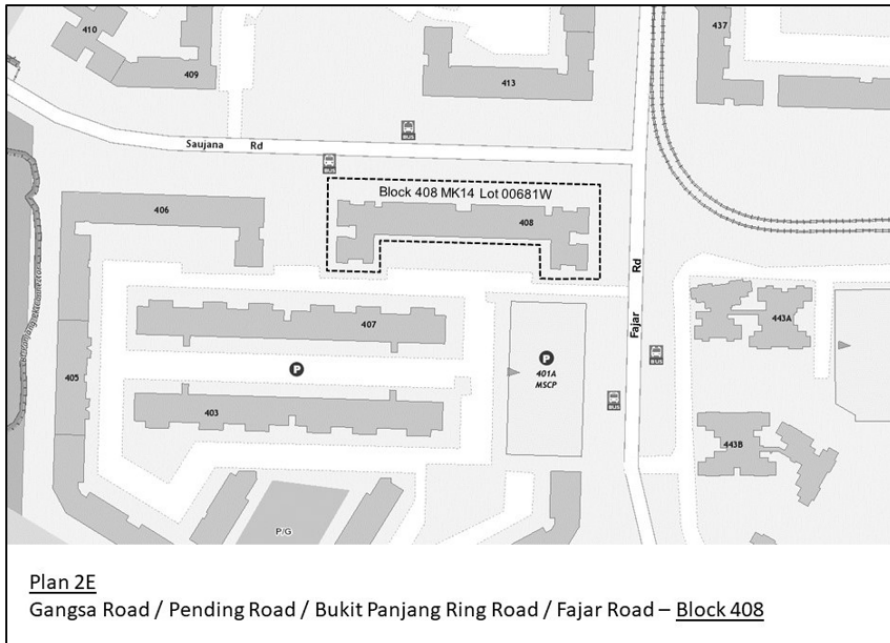 410
409
413
437
Saujana Rd
BUS
BUS
Block 408 MK14 Lot 00681W
406
408
Fajar Rd
407
443A
P
P
401A
MSCP
BUS
BUS
405
403
443B
P/G
Plan 2E
Gangsa Road / Pending Road / Bukit Panjang Ring Road / Fajar Road – Block 408